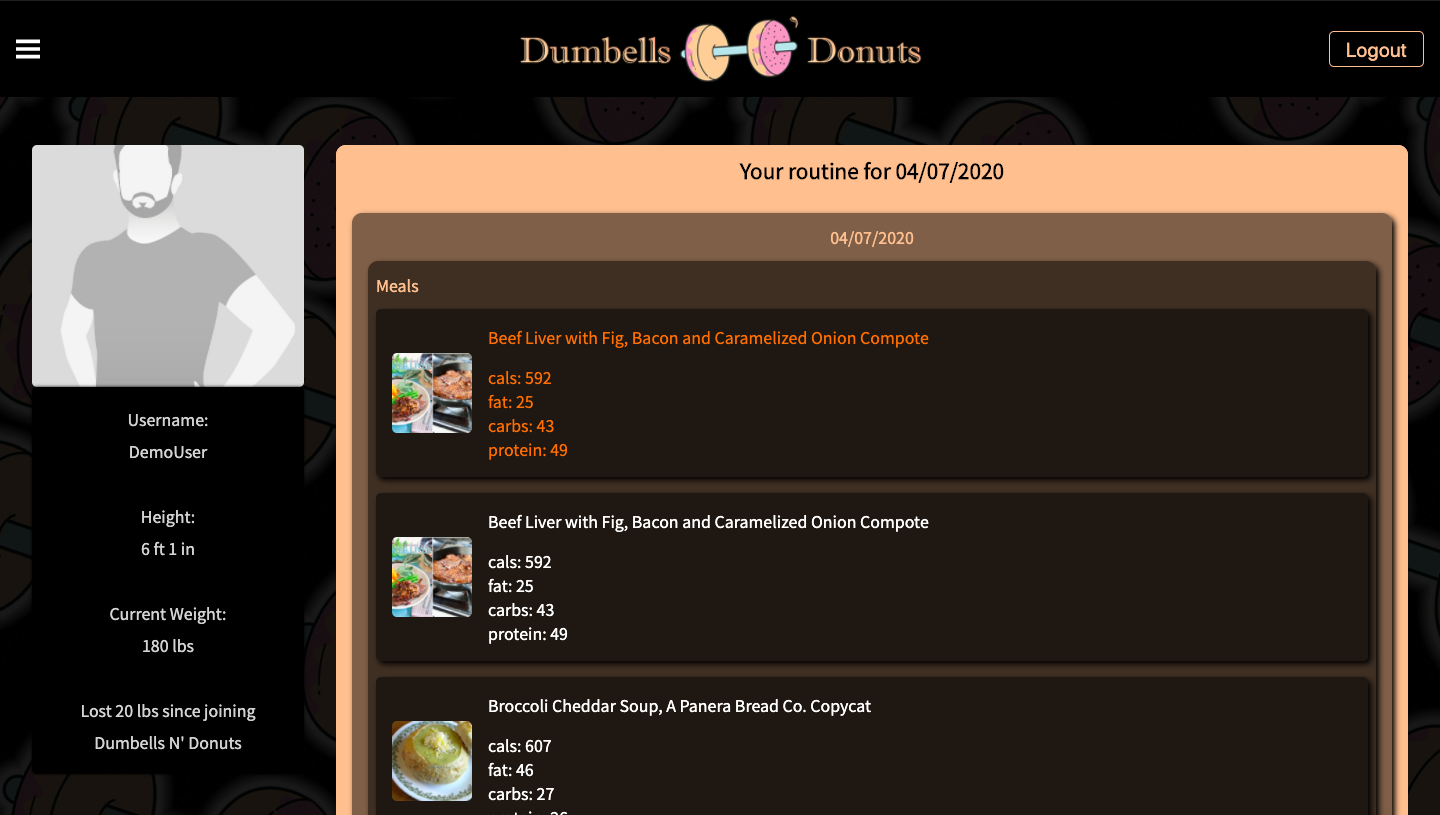 Dumbells Donuts
Logout
Username:
DemoUser
Height:
6 ft 1 in
Current Weight:
180 lbs
Lost 20 lbs since joining
Dumbells N' Donuts
Your routine for 04/07/2020
04/07/2020
Meals
Beef Liver with Fig, Bacon and Caramelized Onion Compote
cals: 592
fat: 25
carbs: 43
protein: 49
Beef Liver with Fig, Bacon and Caramelized Onion Compote
cals: 592
fat: 25
carbs: 43
protein: 49
Broccoli Cheddar Soup, A Panera Bread Co. Copycat
cals: 607
fat: 46
carbs: 27